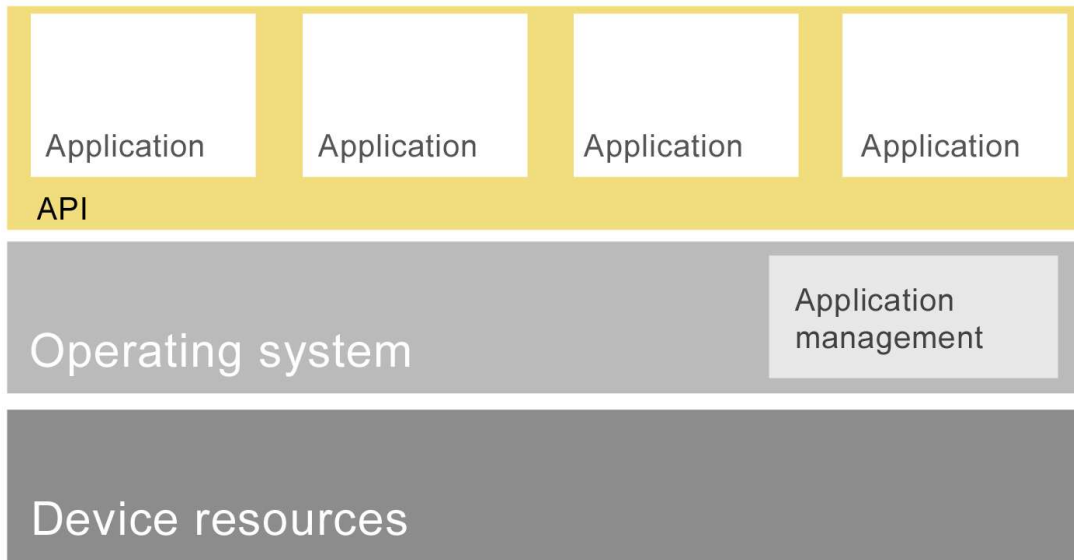 Application
Application
Application
Application
API
Operating system
Application
management
Device resources